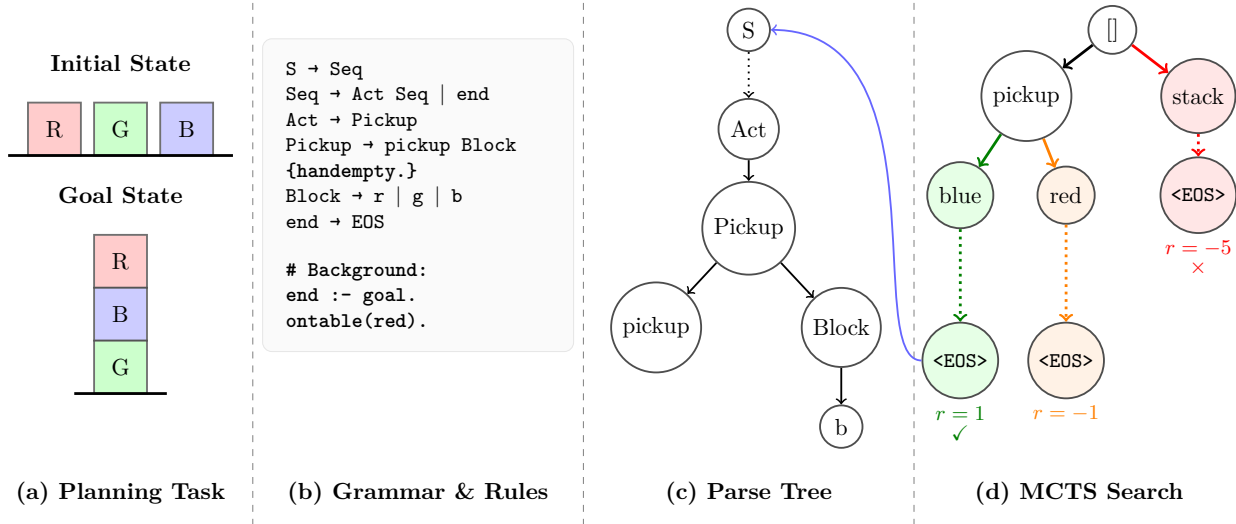 Initial State
R G B
Goal State
R
B
G
(a) Planning Task
S → Seq
Seq → Act Seq | end
Act → Pickup
Pickup → pickup Block
{handempty.}
Block → r | g | b
end → EOS
# Background:
end :- goal.
ontable(red).
(b) Grammar & Rules
S
Act
Pickup
pickup Block
b
(c) Parse Tree
[]
pickup stack
blue red <EOS>
r = −5
×
<EOS> <EOS>
r = 1 r = −1
✓
(d) MCTS Search